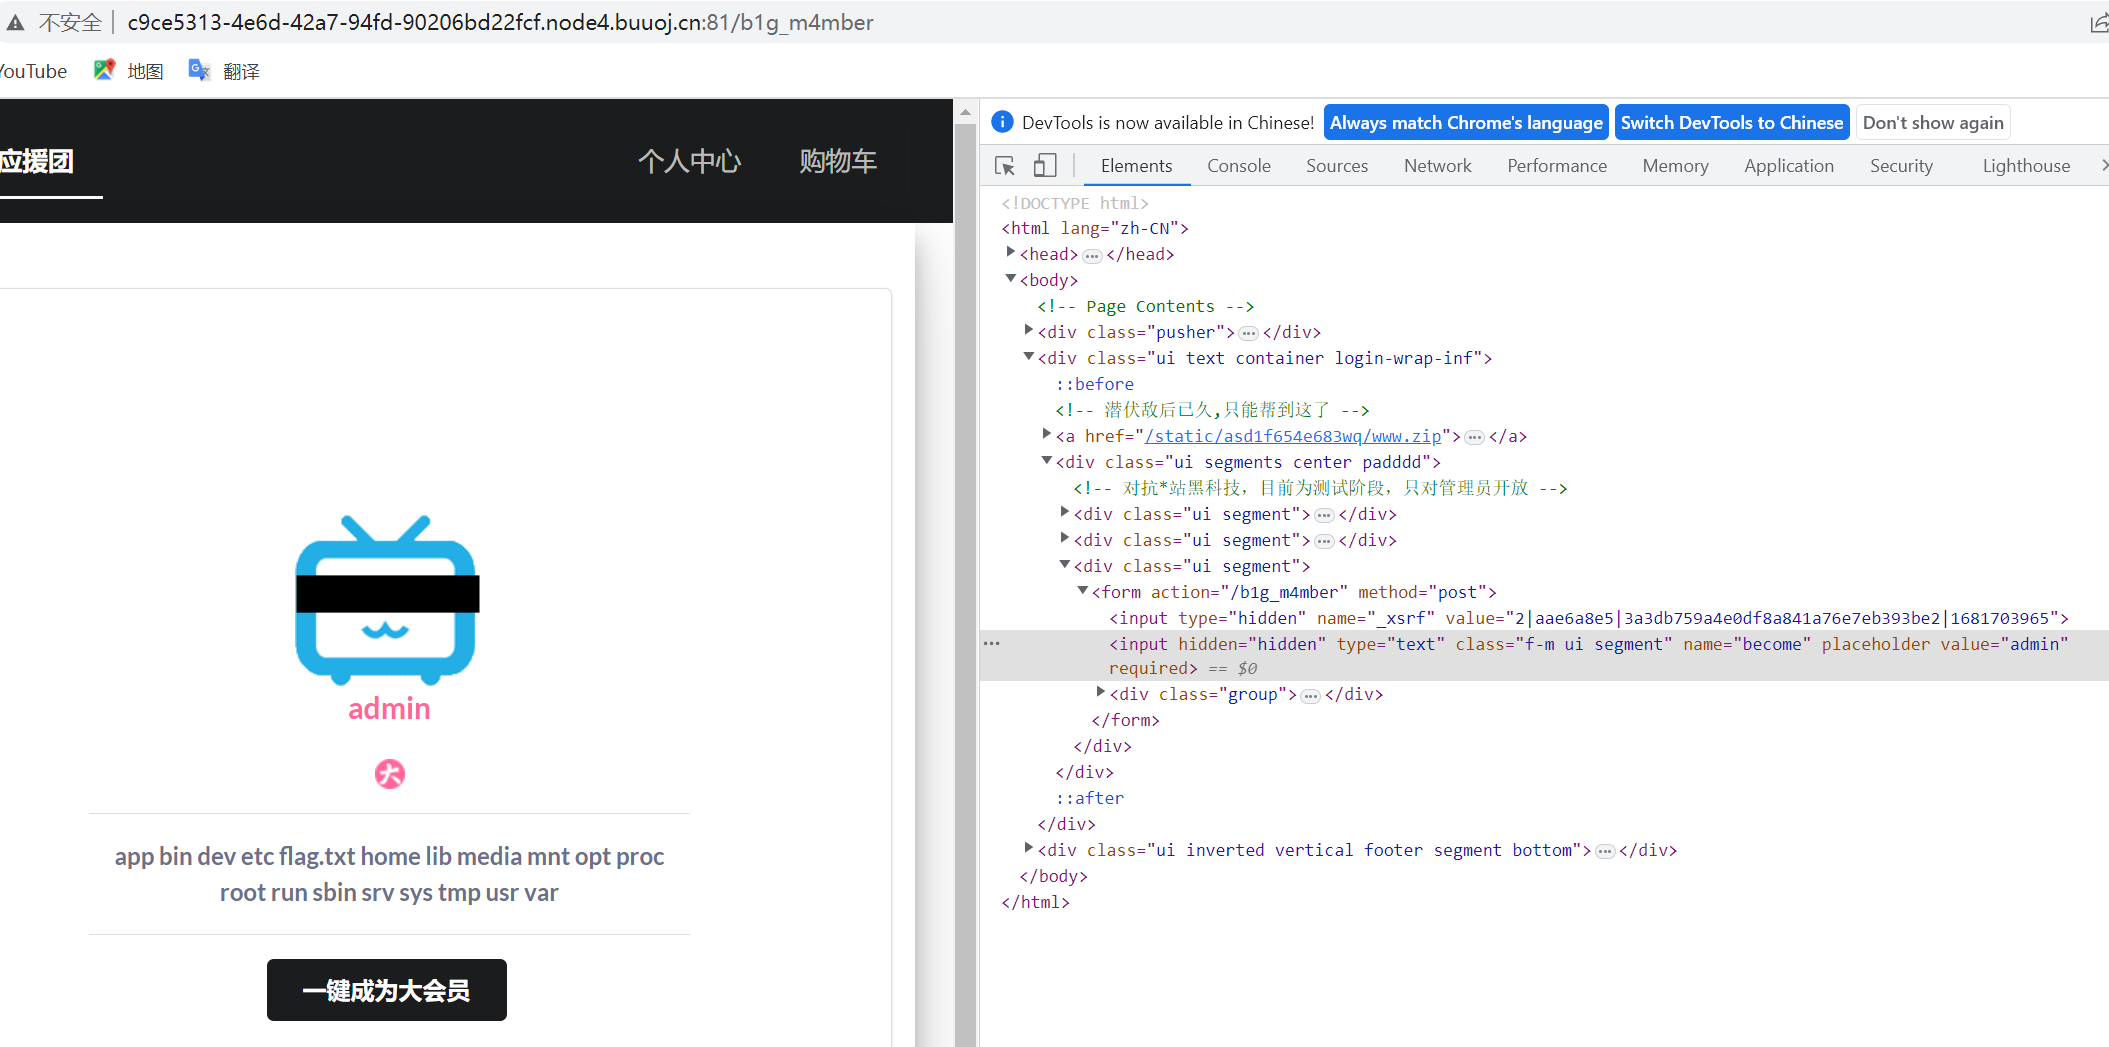 不安全 c9ce5313-4e6d-42a7-94fd-90206bd22fcf.node4.buuoj.cn:81/b1g_m4mber
YouTube 地图 翻译
应援团 个人中心 购物车
大
admin
app bin dev etc flag.txt home lib media mnt opt proc
root run sbin srv sys tmp usr var
一键成为大会员
DevTools is now available in Chinese! Always match Chrome's language Switch DevTools to Chinese Don't show again
Elements Console Sources Network Performance Memory Application Security Lighthouse
<!DOCTYPE html>
<html lang="zh-CN">
<head>…</head>
<body>
<!-- Page Contents -->
<div class="pusher">…</div>
<div class="ui text container login-wrap-inf">
::before
<!-- 潜伏敌后已久,只能帮到这了 -->
<a href="/static/asd1f654e683wq/www.zip">…</a>
<div class="ui segments center padddd">
<!-- 对抗*站黑科技，目前为测试阶段，只对管理员开放 -->
<div class="ui segment">…</div>
<div class="ui segment">…</div>
<div class="ui segment">
<form action="/b1g_m4mber" method="post">
<input type="hidden" name="_xsrf" value="2|aae6a8e5|3a3db759a4e0df8a841a76e7eb393be2|1681703965">
<input hidden="hidden" type="text" class="f-m ui segment" name="become" placeholder value="admin"
required> == $0
<div class="group">…</div>
</form>
</div>
</div>
::after
</div>
<div class="ui inverted vertical footer segment bottom">…</div>
</body>
</html>